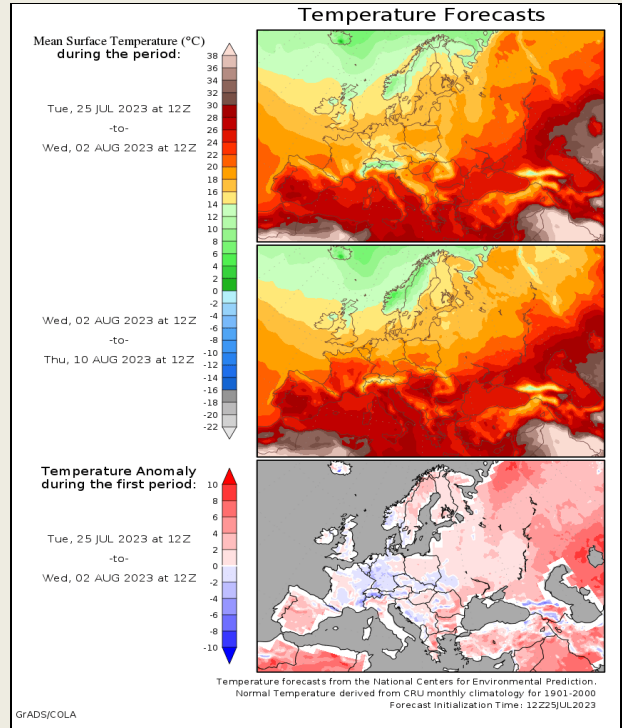 Temperature Forecasts
Mean Surface Temperature (°C)
during the period:
Tue, 25 JUL 2023 at 12Z
-to-
Wed, 02 AUG 2023 at 12Z
38
36
34
32
30
28
26
24
22
20
18
16
14
12
10
8
6
4
2
0
-2
-4
-6
-8
-10
-12
-14
-16
-18
-20
-22
Wed, 02 AUG 2023 at 12Z
-to-
Thu, 10 AUG 2023 at 12Z
Temperature Anomaly
during the first period:
Tue, 25 JUL 2023 at 12Z
-to-
Wed, 02 AUG 2023 at 12Z
10
8
6
4
2
0
-2
-4
-6
-8
-10
Temperature forecasts from the National Centers for Environmental Prediction.
Normal Temperature derived from CRU monthly climatology for 1901-2000
Forecast Initialization Time: 12Z25JUL2023
GrADS/COLA